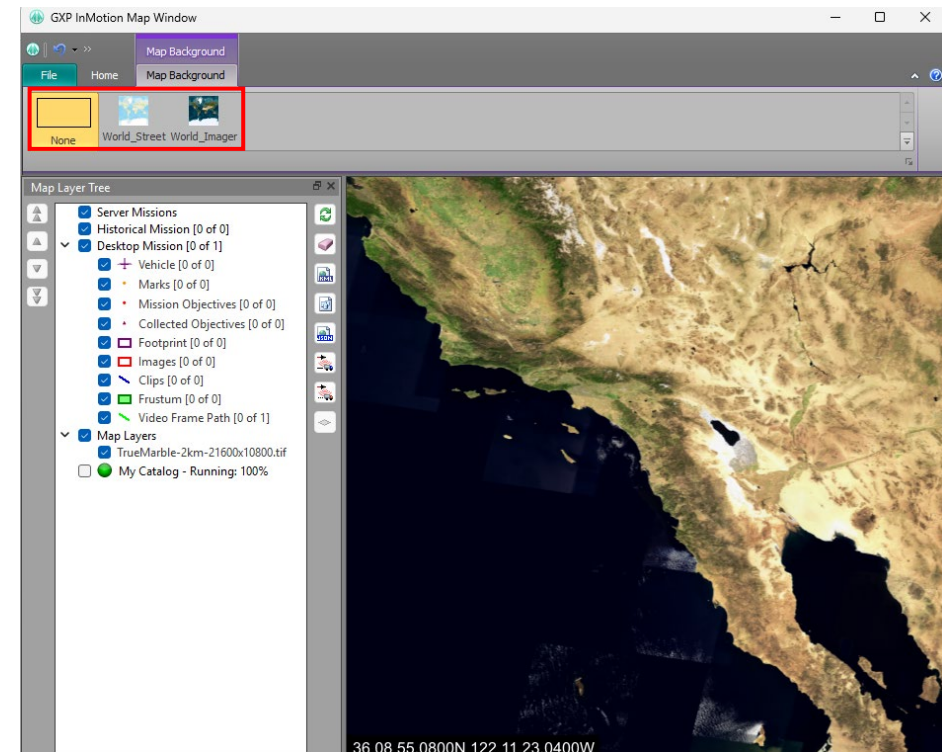 GXP InMotion Map Window
Map Background
File Home Map Background
None World_Street World_Imager
Map Layer Tree
Server Missions
Historical Mission [0 of 0]
Desktop Mission [0 of 1]
Vehicle [0 of 0]
Marks [0 of 0]
Mission Objectives [0 of 0]
Collected Objectives [0 of 0]
Footprint [0 of 0]
Images [0 of 0]
Clips [0 of 0]
Frustum [0 of 0]
Video Frame Path [0 of 1]
Map Layers
TrueMarble-2km-21600x10800.tif
My Catalog - Running: 100%
KML
JSON
36 08 55.0800N 122 11 23.0400W